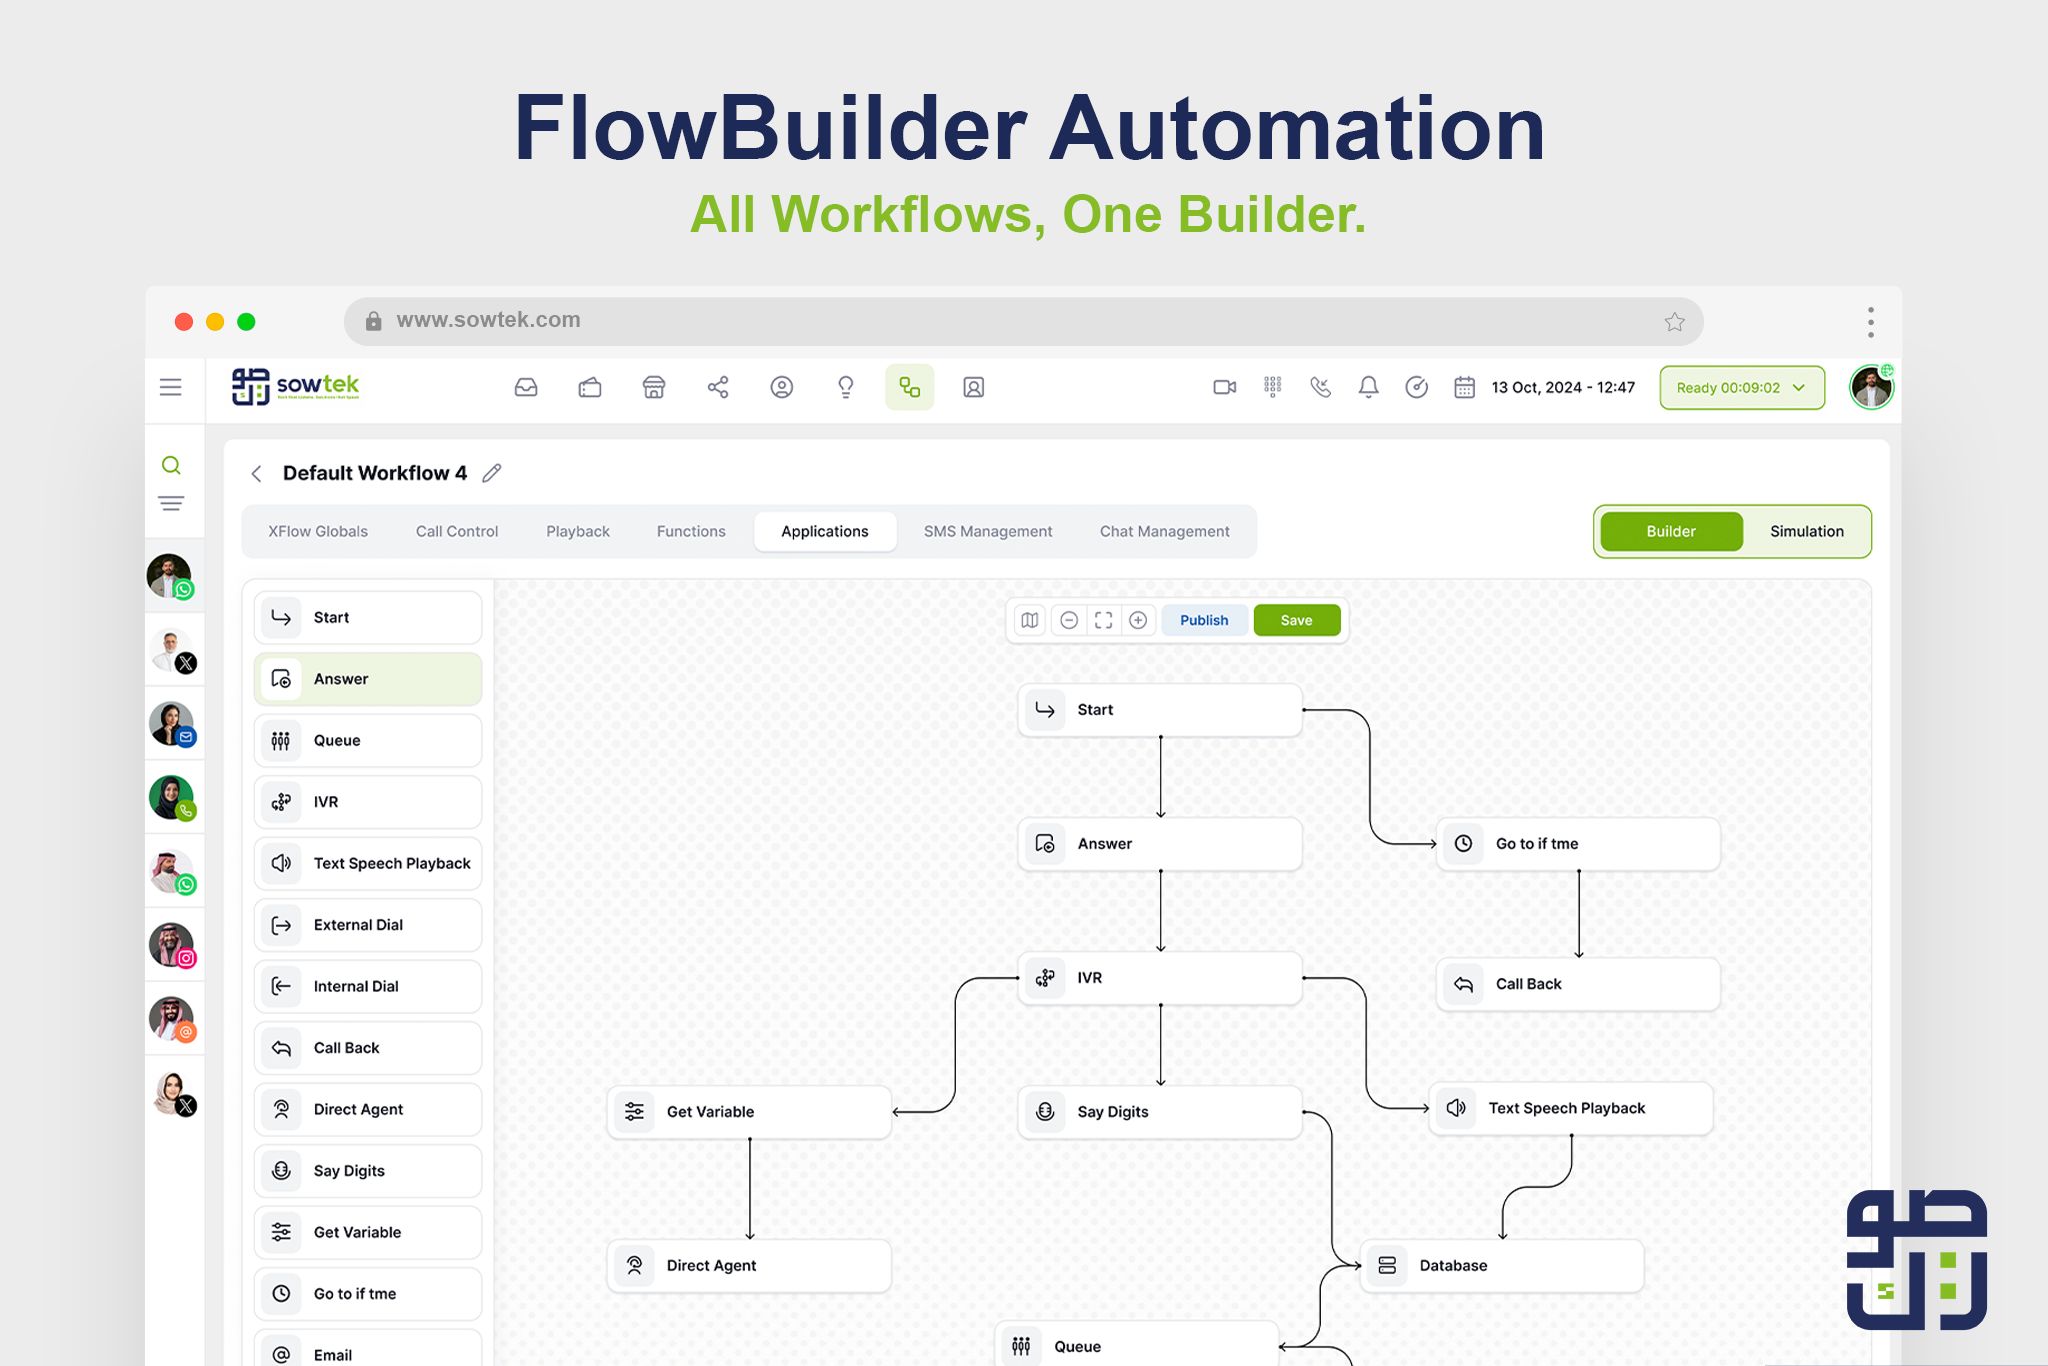 FlowBuilder Automation
All Workflows, One Builder.
www.sowtek.com
sowtek
13 Oct, 2024 - 12:47
Ready 00:09:02
Default Workflow 4
XFlow Globals
Call Control
Playback
Functions
Applications
SMS Management
Chat Management
Builder
Simulation
Start
Answer
Queue
IVR
Text Speech Playback
External Dial
Internal Dial
Call Back
Direct Agent
Say Digits
Get Variable
Go to if tme
Email
Publish
Save
Start
Answer
Go to if tme
IVR
Call Back
Get Variable
Say Digits
Text Speech Playback
Direct Agent
Database
Queue